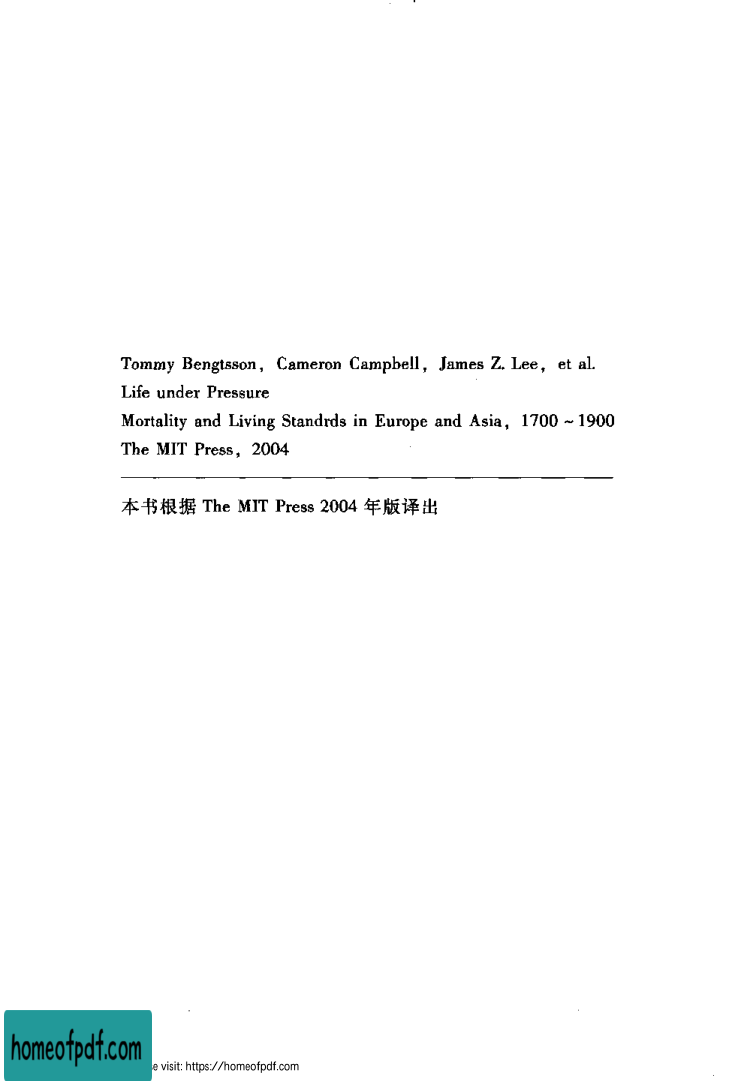 Tommy Bengtsson, Cameron Campbell, James Z. Lee, et al.
Life under Pressure
Mortality and Living Standrds in Europe and Asia, 1700 ~ 1900
The MIT Press, 2004
本书根据 The MIT Press 2004 年版译出
homeofpdf.com
e visit: https://homeofpdf.com